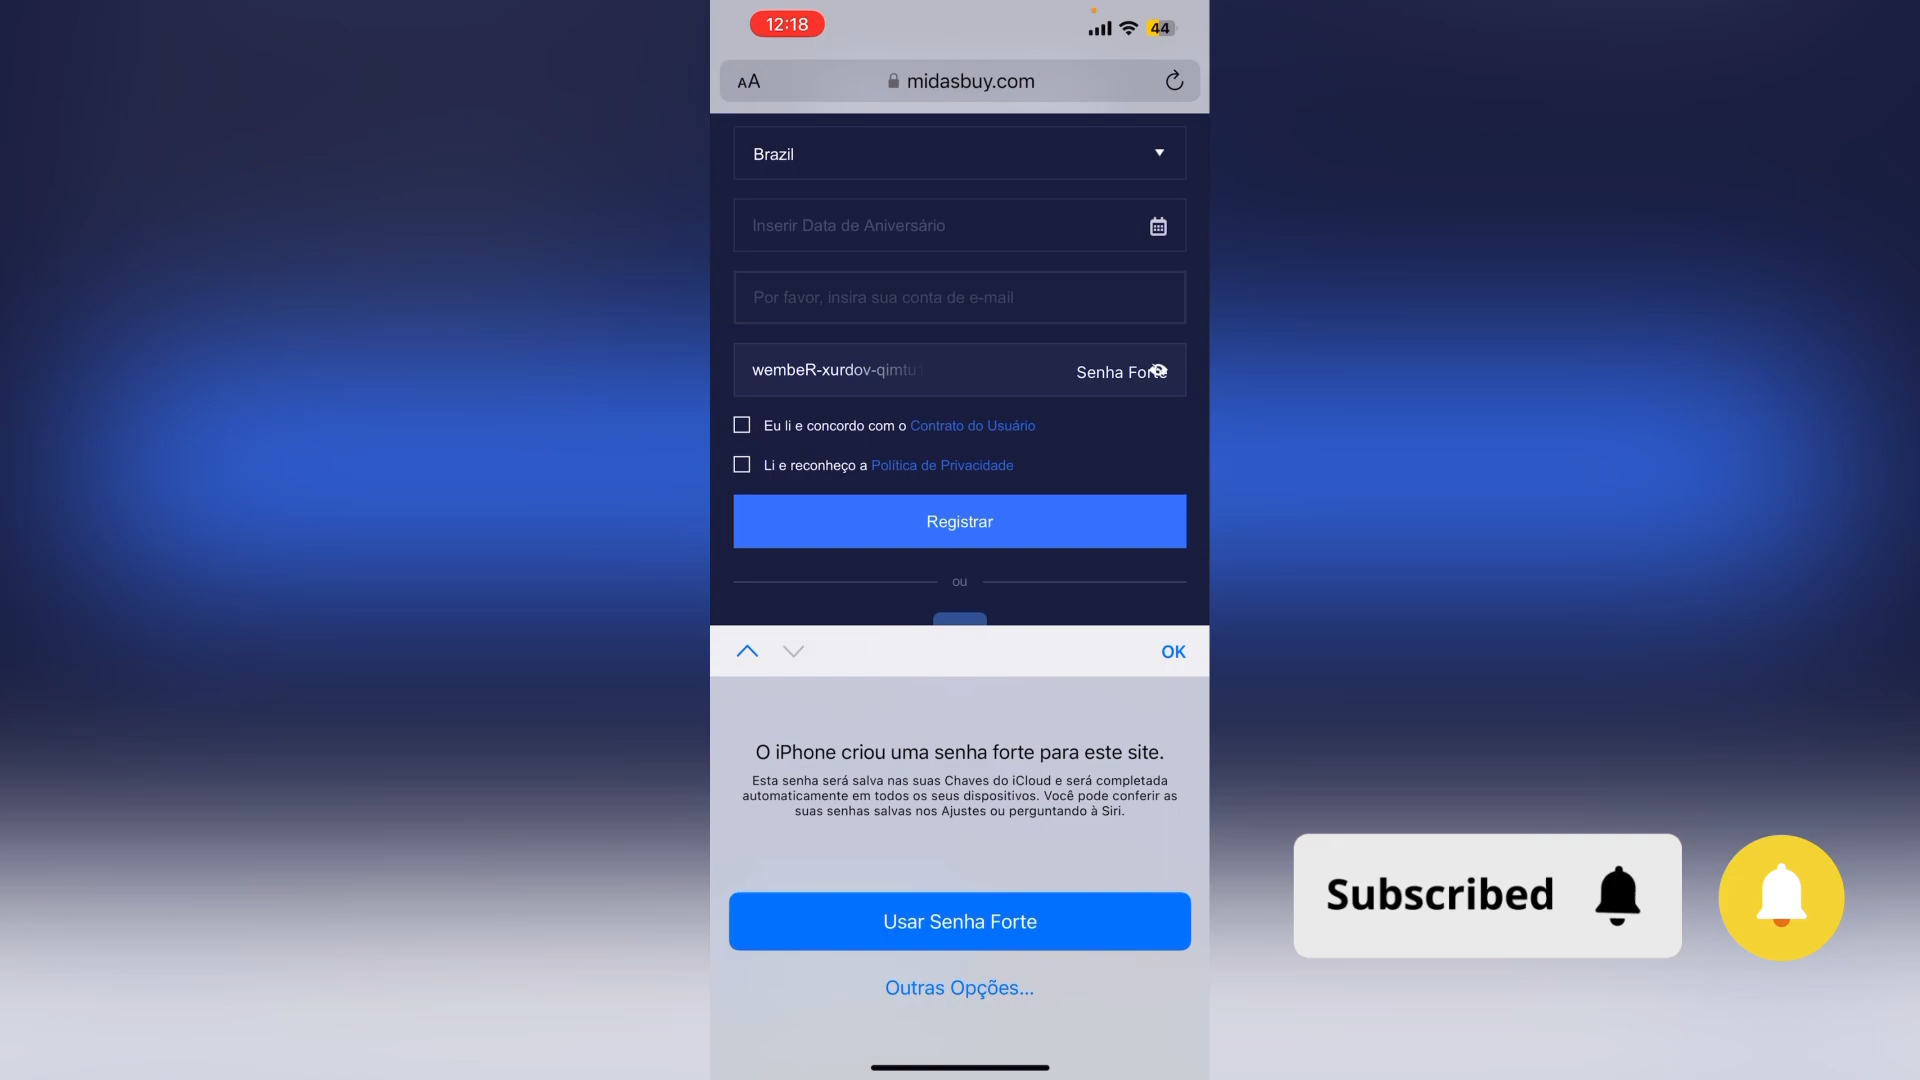 12:18
44
AA
midasbuy.com
Brazil
Inserir Data de Aniversário
Por favor, insira sua conta de e-mail
wembeR-xurdov-qimtu
Senha Forte
Eu li e concordo com o Contrato do Usuário
Li e reconheço a Política de Privacidade
Registrar
ou
OK
O iPhone criou uma senha forte para este site.
Esta senha será salva nas suas Chaves do iCloud e será completada
automaticamente em todos os seus dispositivos. Você pode conferir as
suas senhas salvas nos Ajustes ou perguntando à Siri.
Usar Senha Forte
Outras Opções...
Subscribed